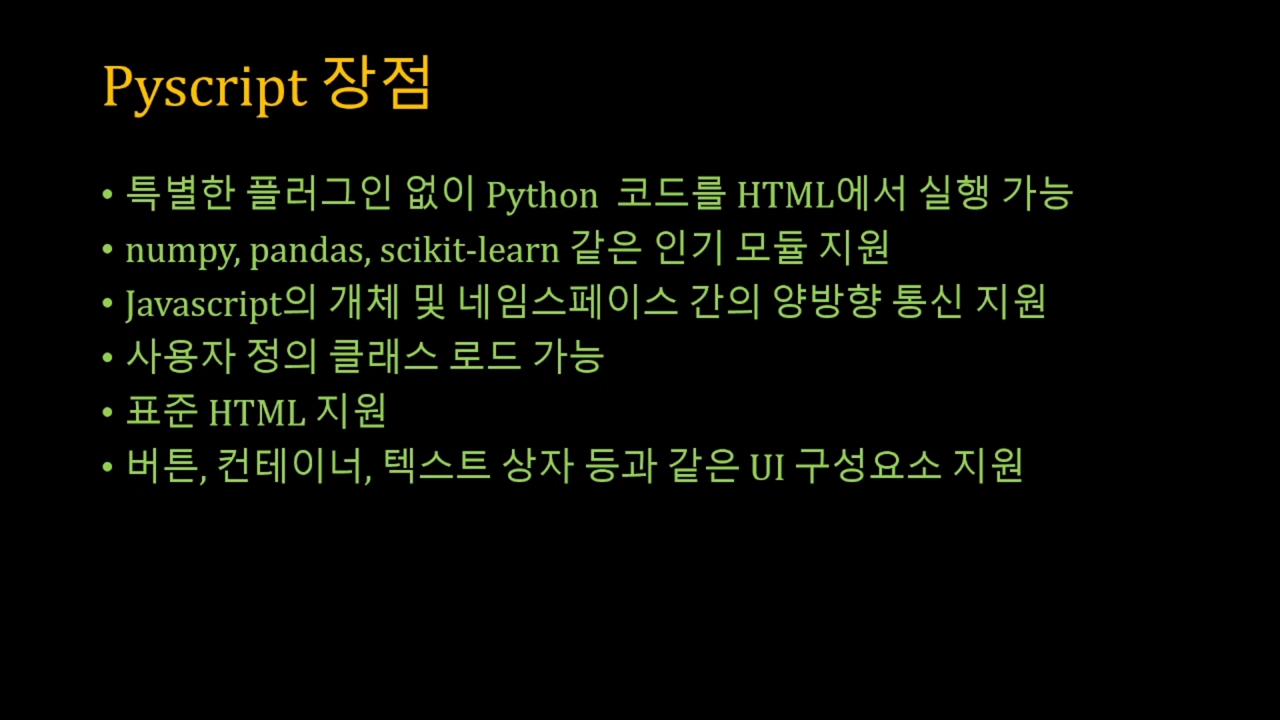 Pyscript 장점
• 특별한 플러그인 없이 Python  코드를 HTML에서 실행 가능
• numpy, pandas, scikit-learn 같은 인기 모듈 지원
• Javascript의 개체 및 네임스페이스 간의 양방향 통신 지원
• 사용자 정의 클래스 로드 가능
• 표준 HTML 지원
• 버튼, 컨테이너, 텍스트 상자 등과 같은 UI 구성요소 지원